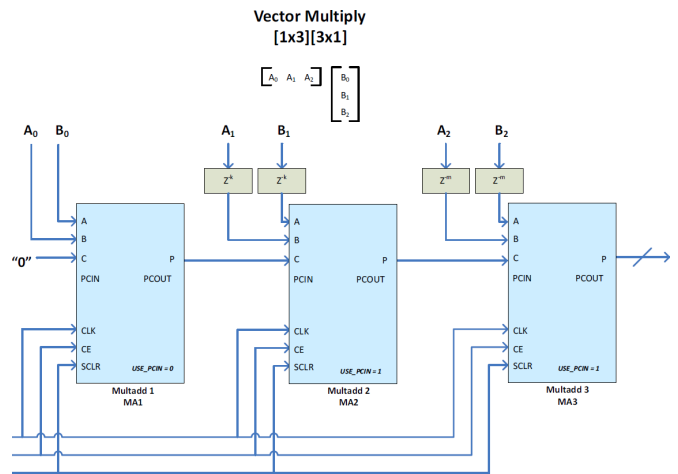 Vector Multiply
[1x3][3x1]
A₀ A₁ A₂
B₀
B₁
B₂
A₀ B₀
A₁ B₁
A₂ B₂
Z⁻ᵏ Z⁻ᵏ
Z⁻ᵐ Z⁻ᵐ
"0"
A
B
C
P
PCIN PCOUT
CLK
CE
SCLR
USE_PCIN = 0
Multadd 1
MA1
A
B
C
P
PCIN PCOUT
CLK
CE
SCLR
USE_PCIN = 1
Multadd 2
MA2
A
B
C
P
PCIN PCOUT
CLK
CE
SCLR
USE_PCIN = 1
Multadd 3
MA3